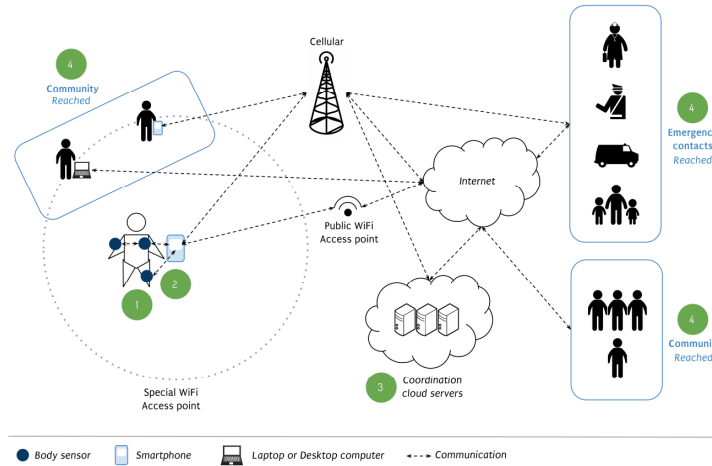 Cellular
4
Community
Reached
4
Emergenc
contacts
Reached
Internet
Public WiFi
Access point
1
2
4
Communi
Reached
3
Coordination
cloud servers
Special WiFi
Access point
Body sensor
Smartphone
Laptop or Desktop computer
Communication